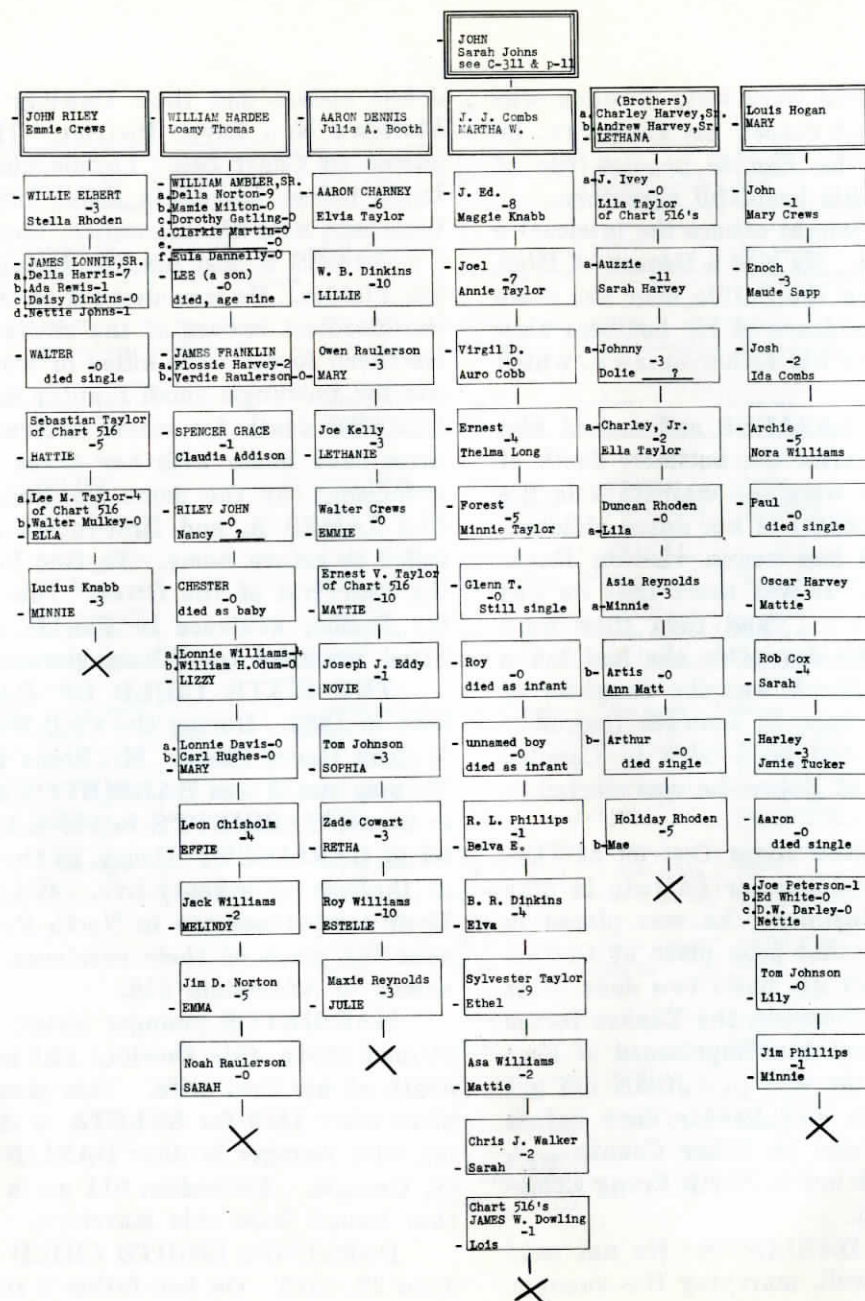 - JOHN
Sarah Johns
see C-311 & p-11
- JOHN RILEY
Emmie Crews
WILLIE ELBERT
- -3
Stella Rhoden
- JAMES LONNIE, SR.
a. Della Harris-7
b. Ada Rewis-1
c. Daisy Dinkins-0
d. Nettie Johns-1
- WALTER
-0
died single
Sebastian Taylor
of Chart 516
-5
- HATTIE
a. Lee M. Taylor-4
of Chart 516
b. Walter Mulkey-0
- ELLA
Luther Knabb
-3
- MINNIE
- WILLIAM HARDEE
Loamy Thomas
- WILLIAM AMBLER, SR.
a. Della Norton-9
b. Mamie Milton-0
c. Dorothy Gatling-0
d. Clarkie Martin-0
e. -0
f. Eula Dannelly-0
LEE (a son)
- -0
died, age nine
- JAMES FRANKLIN
a. Flossie Harvey-2
b. Verdie Raulerson-0
SPENCER GRACE
- -1
Claudia Addison
- RILEY JOHN
-0
Nancy ?
- CHESTER
-0
died as baby
a. Lonnie Williams-4
b. William H. Odum-0
- LIZZY
a. Lonnie Davis-0
b. Carl Hughes-0
- MARY
Leon Chisholm
-4
- EFFIE
Jack Williams
-2
- MELINDY
Jim D. Norton
-5
- EMMA
Noah Raulerson
-0
- SARAH
- AARON DENNIS
Julia A. Booth
- AARON CHARNEY
-6
Elvia Taylor
W. B. Dinkins
-10
- LILLIE
Owen Raulerson
-3
- MARY
Joe Kelly
-3
- LETHANIE
Walter Crews
-0
- EMMIE
Ernest V. Taylor
of Chart 516
-10
- MATTIE
Joseph J. Eddy
-1
- NOVIE
Tom Johnson
-3
- SOPHIA
Zade Cowart
-3
- RETHA
Roy Williams
-10
- ESTELLE
Maxie Reynolds
-3
- JULIE
J. J. Combs
- MARTHA W.
- J. Ed.
-8
Maggie Knabb
- Joel
-7
Annie Taylor
- Virgil D.
-0
Auro Cobb
- Ernest
-4
Thelma Long
- Forest
-5
Minnie Taylor
- Glenn T.
-0
Still single
- Roy
-0
died as infant
- unnamed boy
-0
died as infant
R. L. Phillips
-1
- Belva E.
B. R. Dinkins
-4
- Elva
Sylvester Taylor
-9
- Ethel
Asa Williams
-2
- Mattie
Chris J. Walker
-2
- Sarah
Chart 516's
JAMES W. Dowling
-1
- Lois
(Brothers)
a. Charley Harvey, Sr.
b. Andrew Harvey, Sr.
- LETHANA
a- J. Ivey
-0
Lila Taylor
of Chart 516's
a- Auzzie
-11
Sarah Harvey
a- Johnny
-3
Dolie ?
a- Charley, Jr.
-2
Ella Taylor
Duncan Rhoden
-0
a- Lila
Asia Reynolds
-3
a- Minnie
b- Artis
-0
Ann Matt
b- Arthur
-0
died single
Holiday Rhoden
-5
b- Mae
Louis Hogan
- MARY
- John
-1
Mary Crews
- Enoch
-3
Maude Sapp
- Josh
-2
Ida Combs
- Archie
-5
Nora Williams
- Paul
-0
died single
Oscar Harvey
-3
- Mattie
Rob Cox
-4
- Sarah
- Harley
-3
Janie Tucker
- Aaron
-0
died single
a. Joe Peterson-1
b. Ed White-0
c. D.W. Darley-0
- Nettie
Tom Johnson
-0
- Lily
Jim Phillips
-1
- Minnie